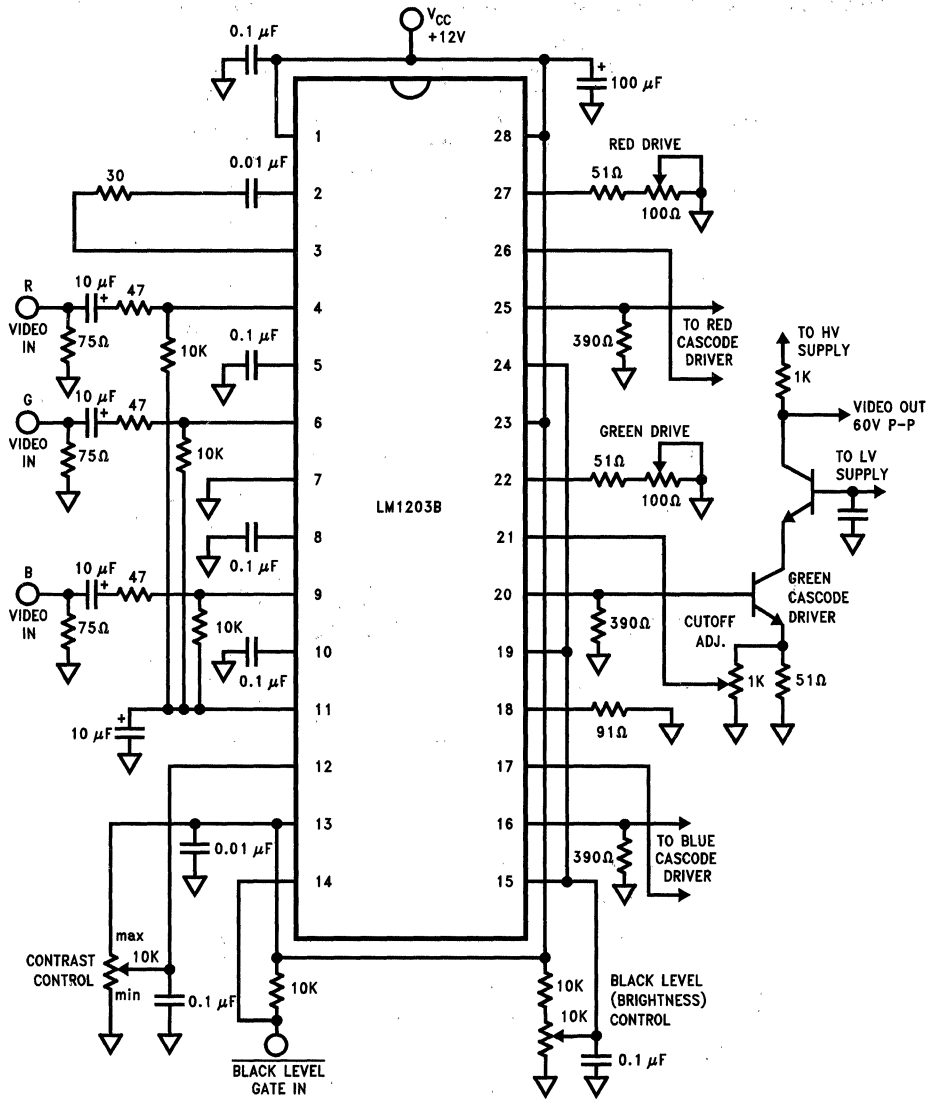 VCC
+12V
0.1 μF
100 μF
1
28
0.01 μF
30
2
RED DRIVE
51Ω
27
100Ω
3
26
R
VIDEO
IN
10 μF
+
47
4
25
75Ω
10K
0.1 μF
5
390Ω
TO RED
CASCODE
DRIVER
24
TO HV
SUPPLY
1K
G
VIDEO
IN
10 μF
+
47
6
23
GREEN DRIVE
VIDEO OUT
60V P-P
75Ω
10K
7
51Ω
22
100Ω
TO LV
SUPPLY
LM1203B
8
0.1 μF
21
B
VIDEO
IN
10 μF
+
47
9
20
GREEN
CASCODE
DRIVER
75Ω
10K
390Ω
CUTOFF
ADJ.
10
0.1 μF
19
1K
51Ω
+
10 μF
11
18
91Ω
12
17
13
16
0.01 μF
390Ω
TO BLUE
CASCODE
DRIVER
14
15
max
CONTRAST
CONTROL
10K
min
0.1 μF
10K
10K
10K
BLACK LEVEL
(BRIGHTNESS)
CONTROL
0.1 μF
BLACK LEVEL
GATE IN
+